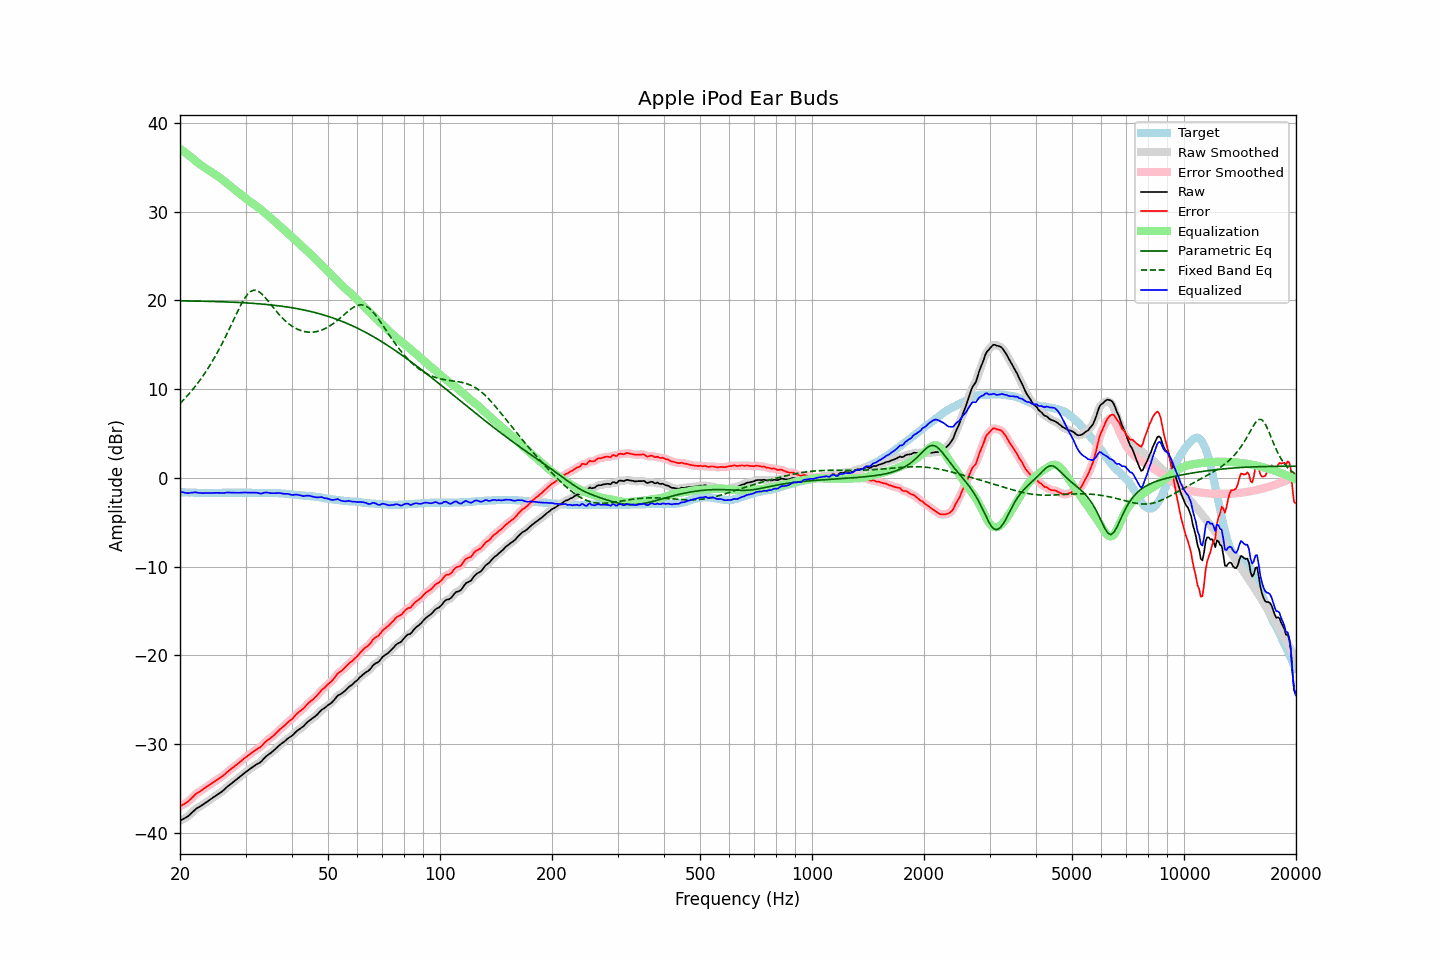 Apple iPod Ear Buds
Target
Raw Smoothed
Error Smoothed
Raw
Error
Equalization
Parametric Eq
Fixed Band Eq
Equalized
Amplitude (dBr)
40
30
20
10
0
−10
−20
−30
−40
20 50 100 200 500 1000 2000 5000 10000 20000
Frequency (Hz)